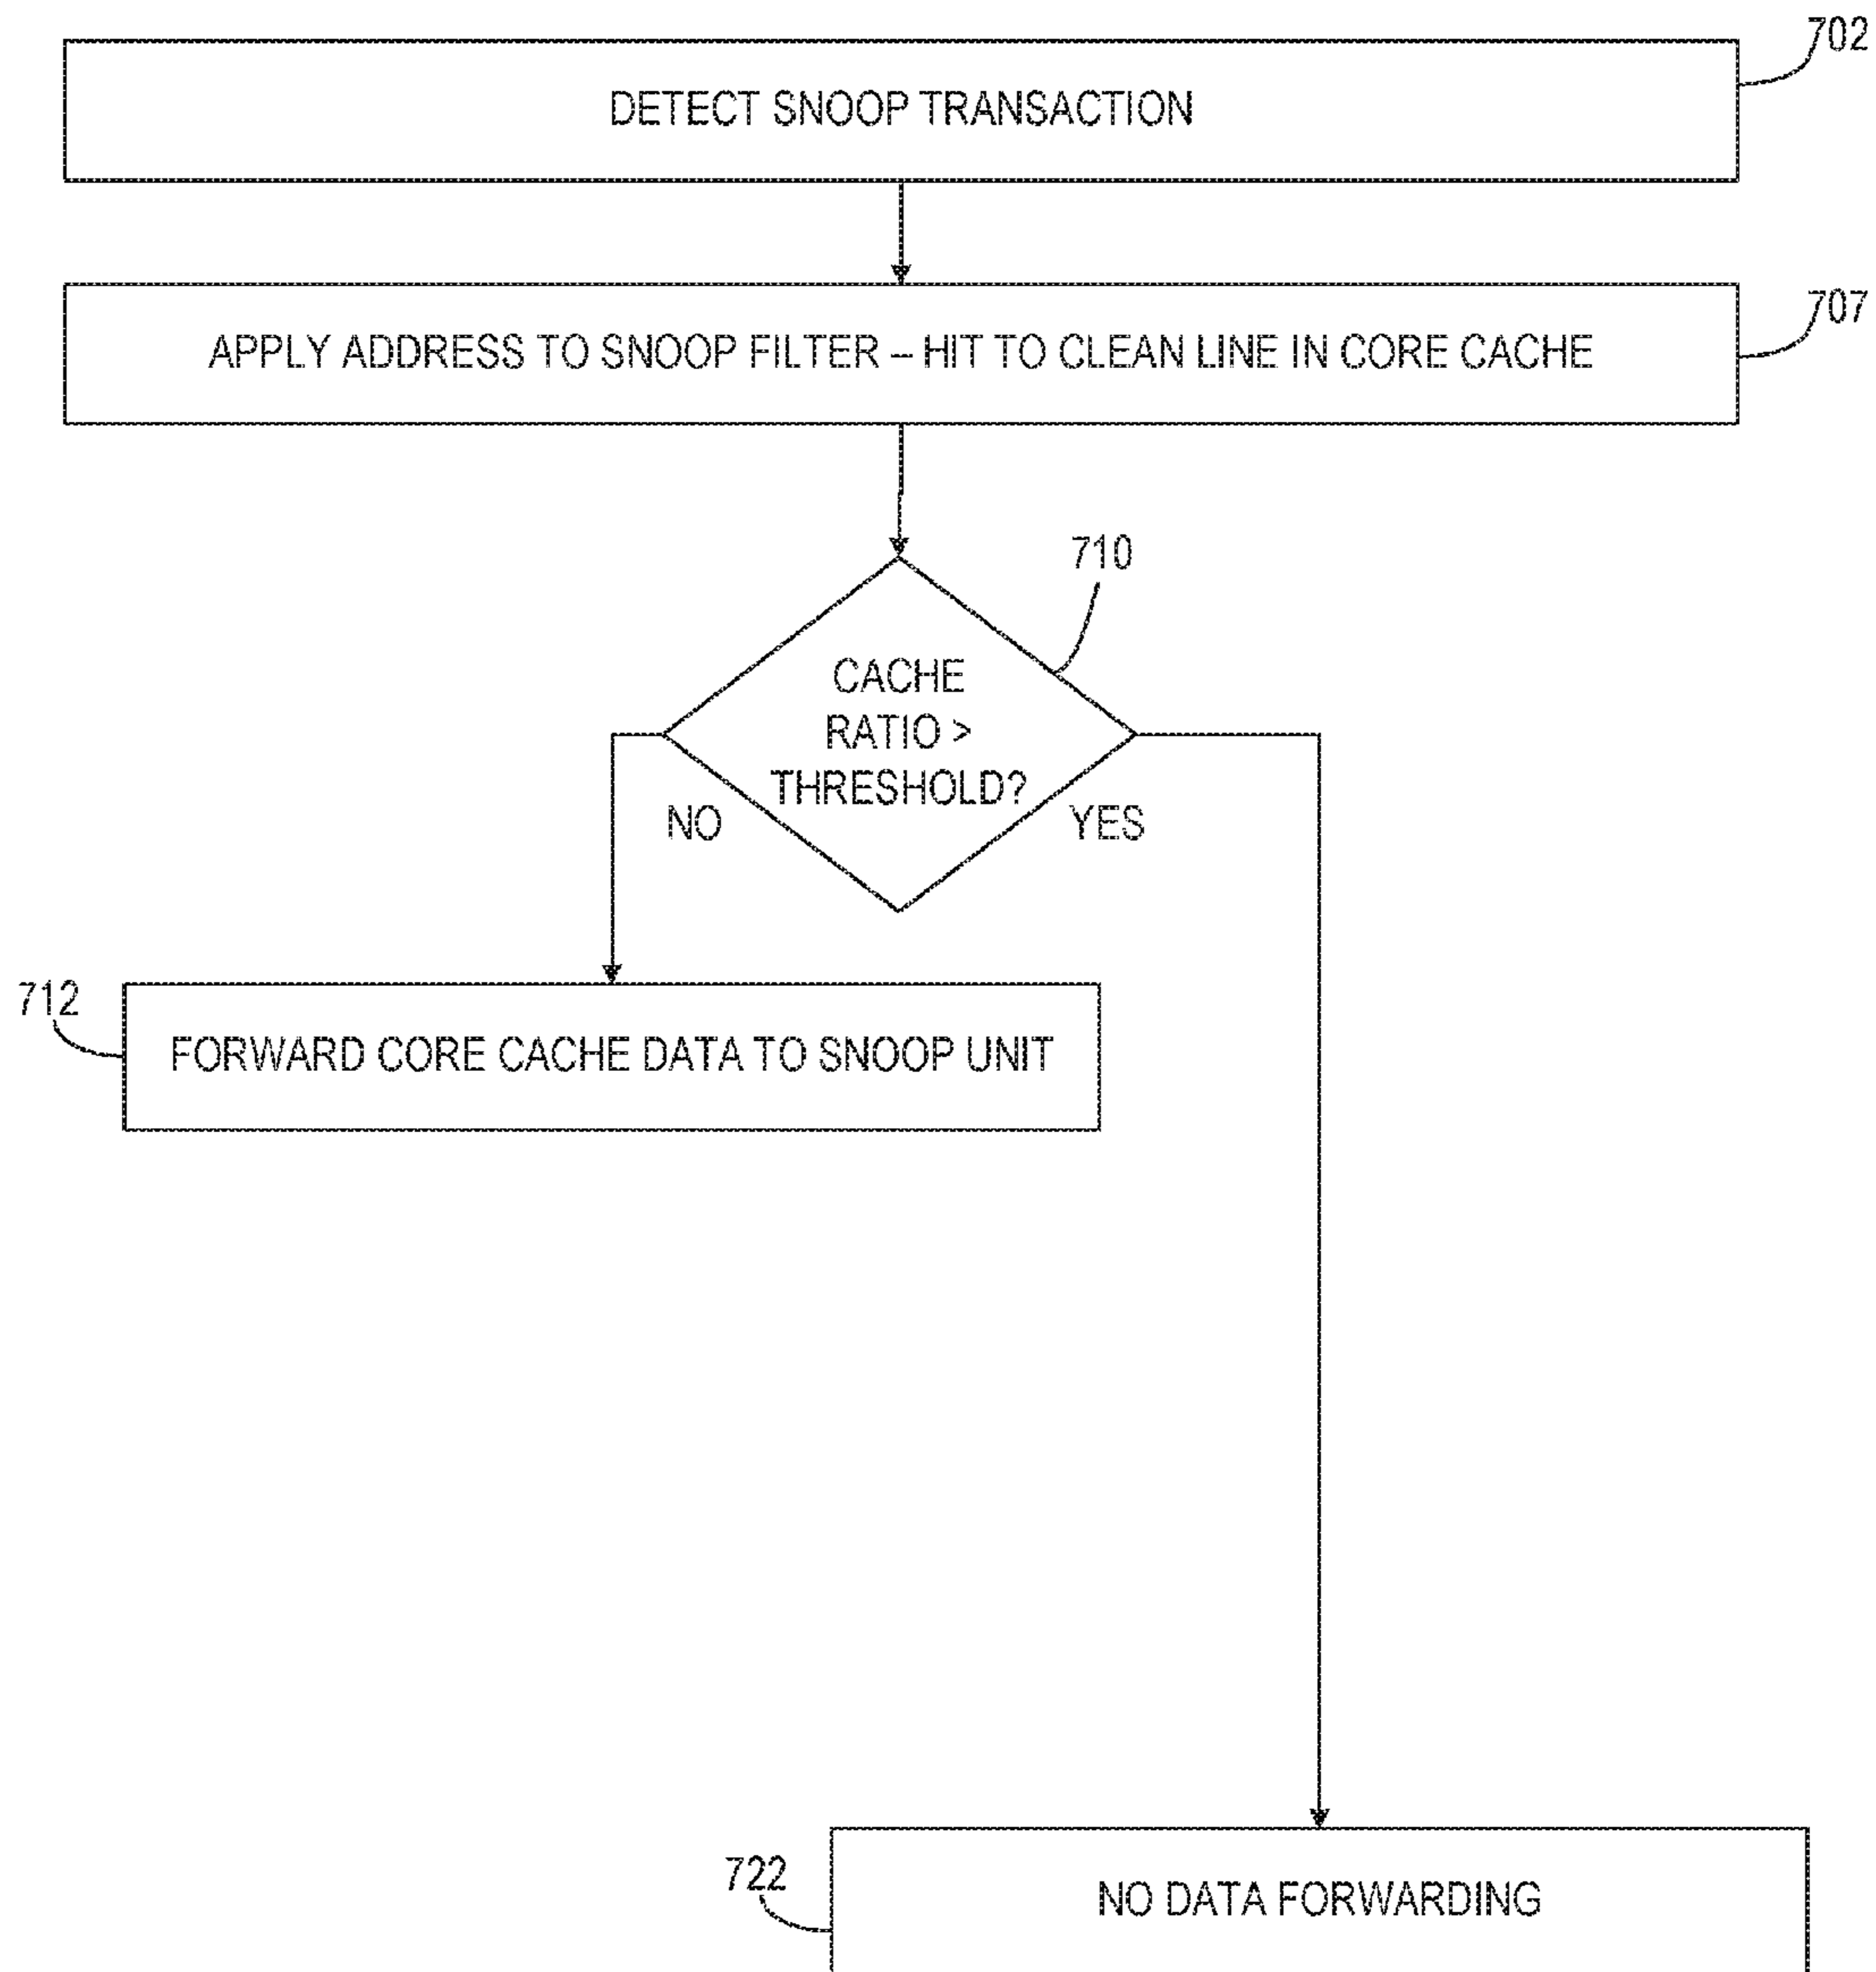 702
DETECT SNOOP TRANSACTION
707
APPLY ADDRESS TO SNOOP FILTER – HIT TO CLEAN LINE IN CORE CACHE
710
CACHE
RATIO >
THRESHOLD?
NO
YES
712
FORWARD CORE CACHE DATA TO SNOOP UNIT
722
NO DATA FORWARDING